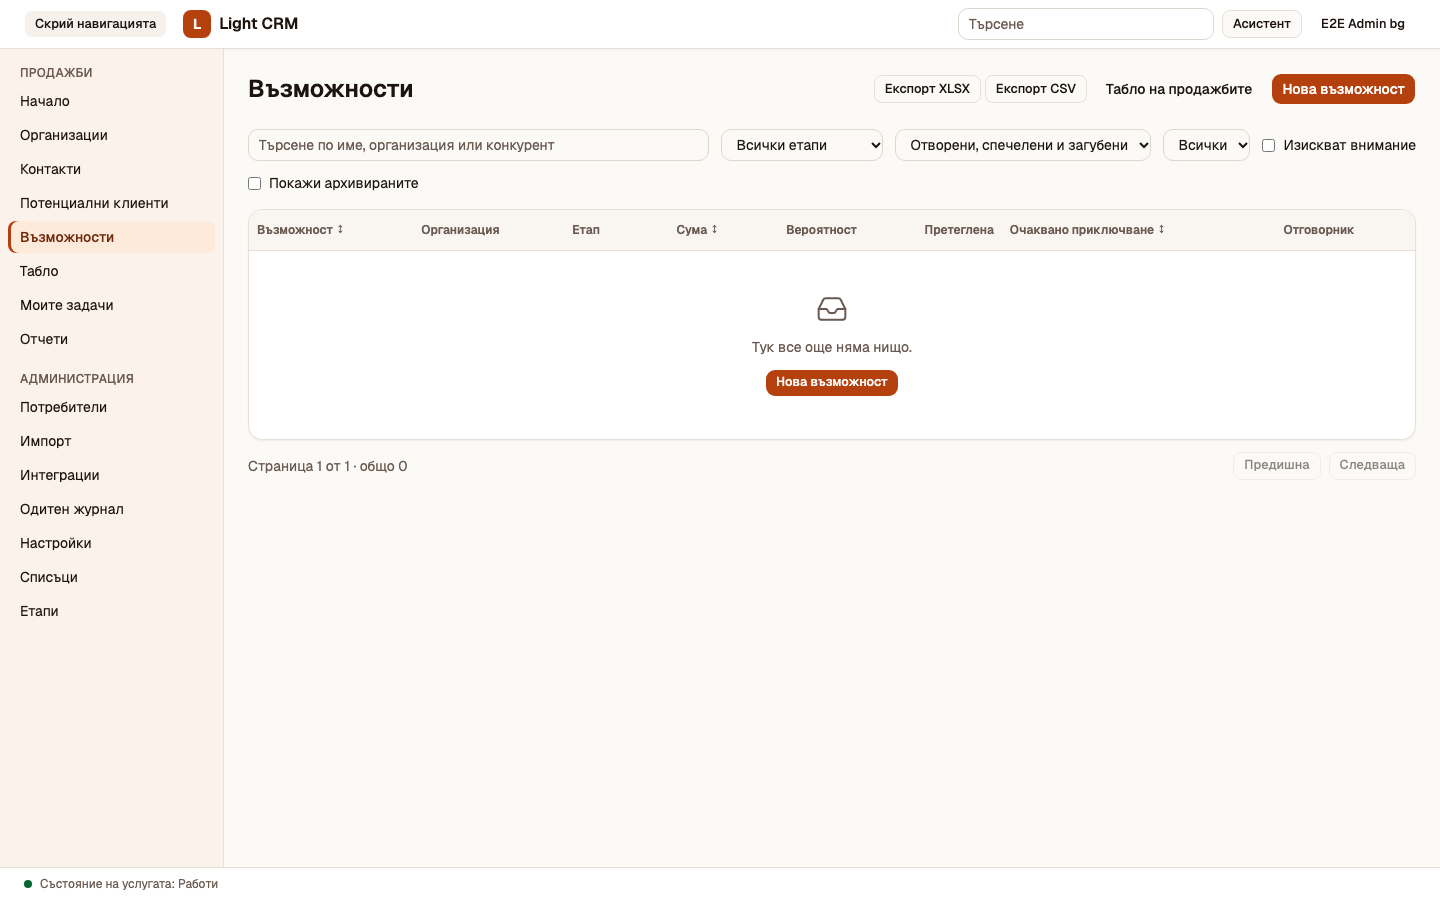 Скрий навигацията
L
Light CRM
Търсене
Асистент
E2E Admin bg
ПРОДАЖБИ
Начало
Организации
Контакти
Потенциални клиенти
Възможности
Табло
Моите задачи
Отчети
АДМИНИСТРАЦИЯ
Потребители
Импорт
Интеграции
Одитен журнал
Настройки
Списъци
Етапи
Възможности
Експорт XLSX
Експорт CSV
Табло на продажбите
Нова възможност
Търсене по име, организация или конкурент
Всички етапи
Отворени, спечелени и загубени
Всички
Изискват внимание
Покажи архивираните
Възможност ↕
Организация
Етап
Сума ↕
Вероятност
Претеглена
Очаквано приключване ↕
Отговорник
Тук все още няма нищо.
Нова възможност
Страница 1 от 1 · общо 0
Предишна
Следваща
Състояние на услугата: Работи